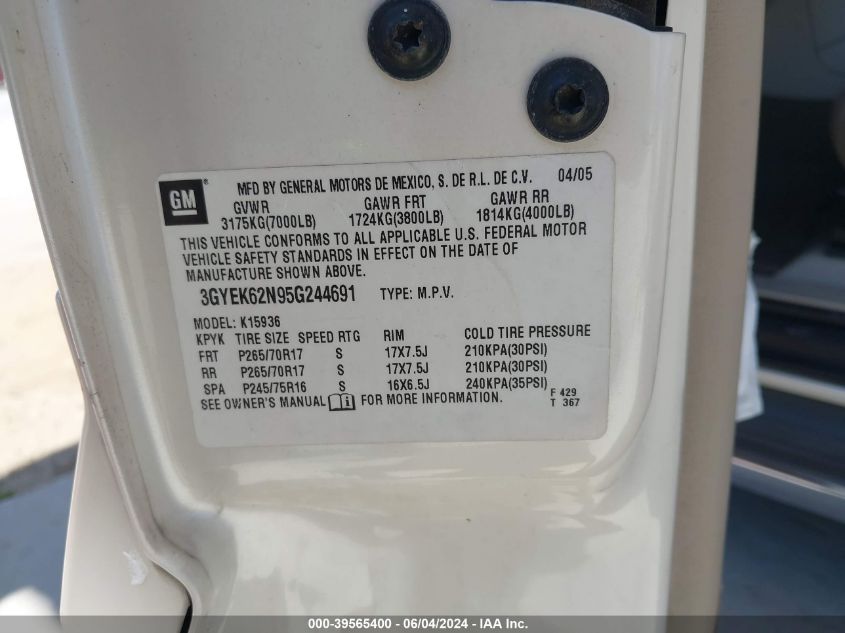 GM MFD BY GENERAL MOTORS DE MEXICO, S. DE R.L. DE C.V. 04/05
GVWR GAWR FRT GAWR RR
3175KG(7000LB) 1724KG(3800LB) 1814KG(4000LB)
THIS VEHICLE CONFORMS TO ALL APPLICABLE U.S. FEDERAL MOTOR
VEHICLE SAFETY STANDARDS IN EFFECT ON THE DATE OF
MANUFACTURE SHOWN ABOVE.
3GYEK62N95G244691 TYPE: M.P.V.
MODEL: K15936
KPYK TIRE SIZE SPEED RTG RIM COLD TIRE PRESSURE
FRT P265/70R17 S 17X7.5J 210KPA(30PSI)
RR P265/70R17 S 17X7.5J 210KPA(30PSI)
SPA P245/75R16 S 16X6.5J 240KPA(35PSI)
SEE OWNER'S MANUAL i FOR MORE INFORMATION.
F 429
T 367
000-39565400 - 06/04/2024 - IAA Inc.